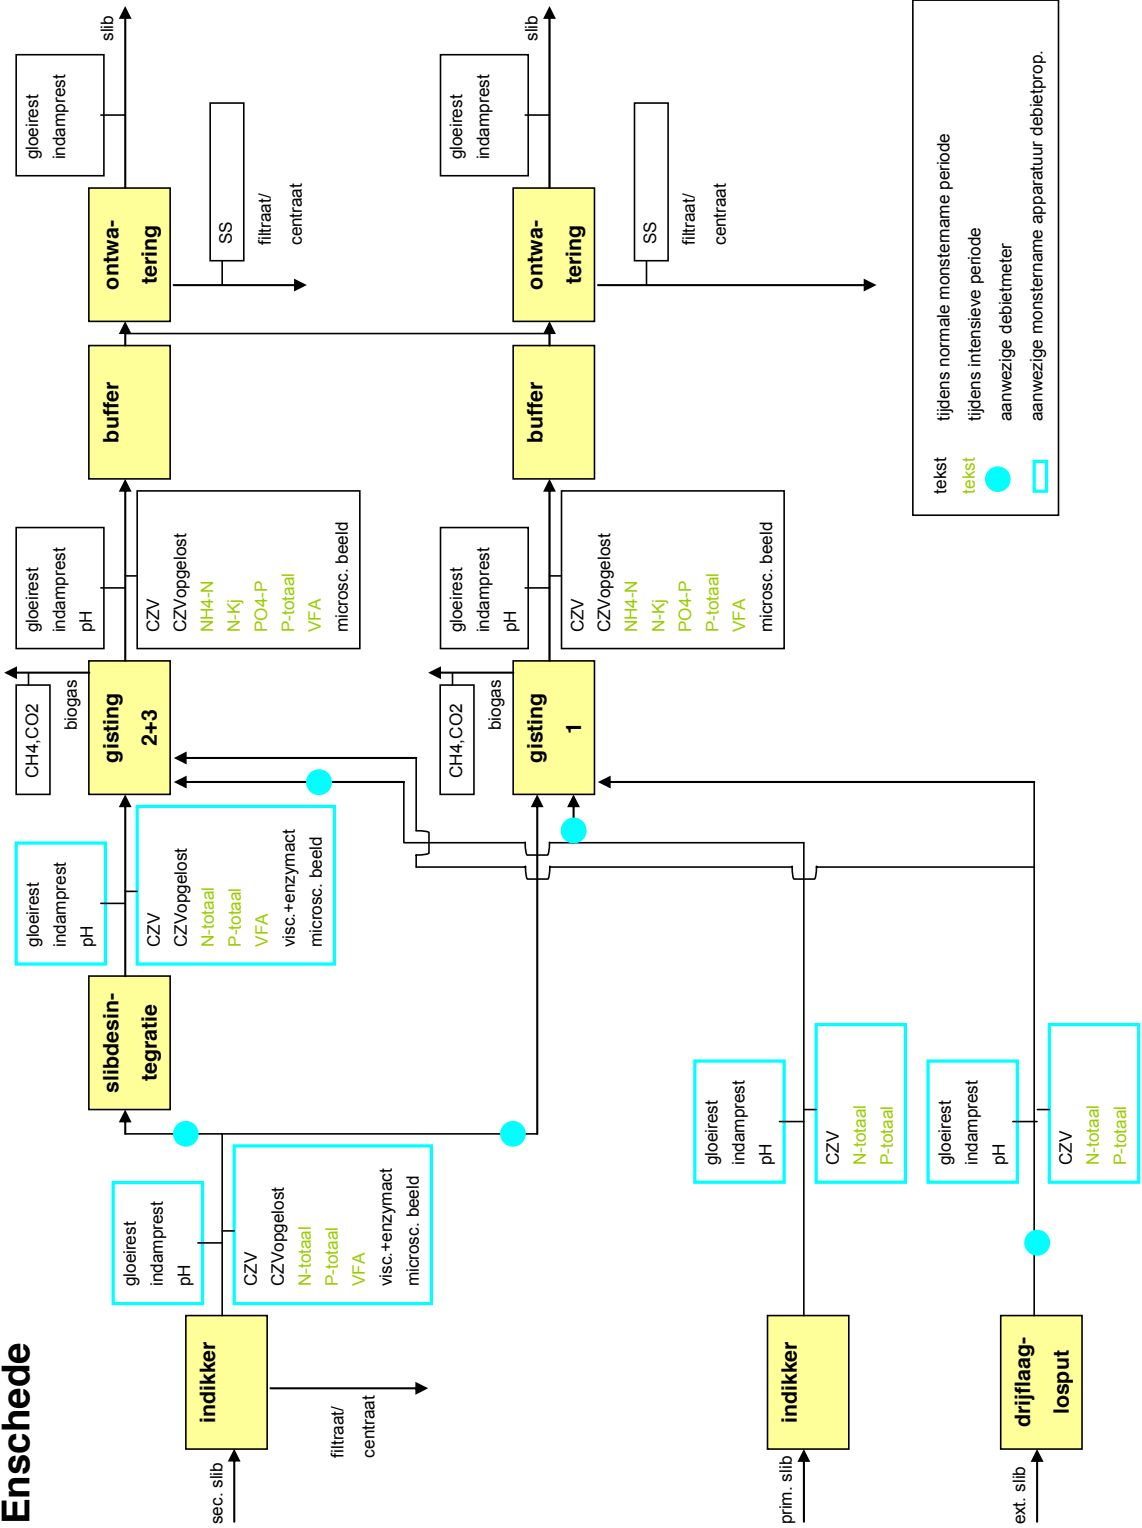 Enschede
sec. slib
indikker
filtraat/
centraat
gloeirest
indamprest
pH
CZV
CZVopgelost
N-totaal
P-totaal
VFA
visc.+enzymact
microsc. beeld
slibdesin-
tegratie
gloeirest
indamprest
pH
CZV
CZVopgelost
N-totaal
P-totaal
VFA
visc.+enzymact
microsc. beeld
gisting
2+3
CH4,CO2
biogas
gloeirest
indamprest
pH
CZV
CZVopgelost
NH4-N
N-Kj
PO4-P
P-totaal
VFA
microsc. beeld
buffer
ontwa-
tering
gloeirest
indamprest
slib
SS
filtraat/
centraat
gisting
1
CH4,CO2
biogas
gloeirest
indamprest
pH
CZV
CZVopgelost
NH4-N
N-Kj
PO4-P
P-totaal
VFA
microsc. beeld
buffer
ontwa-
tering
gloeirest
indamprest
slib
SS
filtraat/
centraat
prim. slib
indikker
gloeirest
indamprest
pH
CZV
N-totaal
P-totaal
ext. slib
drijflaag-
losput
gloeirest
indamprest
pH
CZV
N-totaal
P-totaal
tekst tijdens normale monstername periode
tekst tijdens intensieve periode
aanwezige debietmeter
aanwezige monstername apparatuur debietprop.